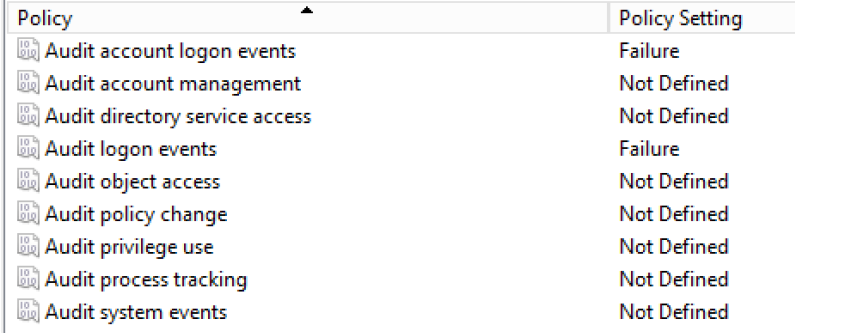 Policy Policy Setting
Audit account logon events Failure
Audit account management Not Defined
Audit directory service access Not Defined
Audit logon events Failure
Audit object access Not Defined
Audit policy change Not Defined
Audit privilege use Not Defined
Audit process tracking Not Defined
Audit system events Not Defined